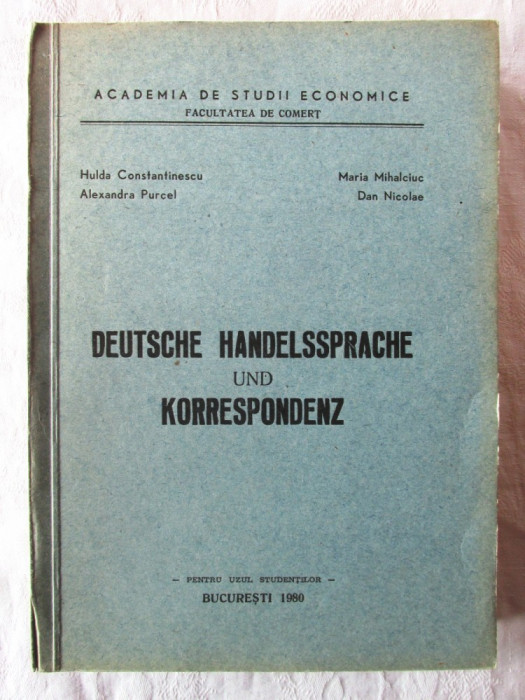 ACADEMIA DE STUDII ECONOMICE
FACULTATEA DE COMERȚ
Hulda Constantinescu
Alexandra Purcel
Maria Mihalciuc
Dan Nicolae
DEUTSCHE HANDELSSPRACHE
UND
KORRESPONDENZ
— PENTRU UZUL STUDENȚILOR —
BUCUREȘTI 1980